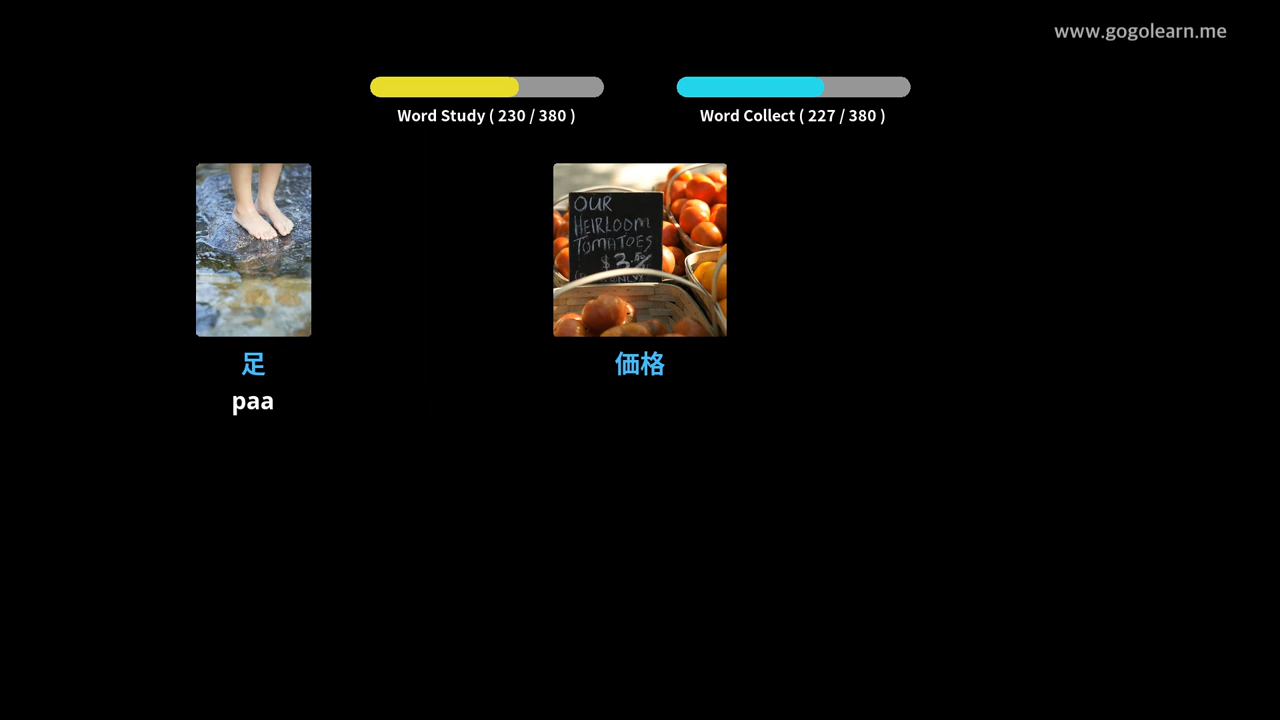 www.gogolearn.me
Word Study ( 230 / 380 )
Word Collect ( 227 / 380 )
OUR
HEIRLOOM
TOMATOES
足
paa
価格